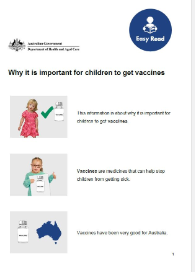 Australian Government
Department of Health and Aged Care
Easy Read
Why it is important for children to get vaccines
This information is about why it is important for
children to get vaccines.
Vaccines are medicines that can help stop
children from getting sick.
Vaccines have been very good for Australia.
1